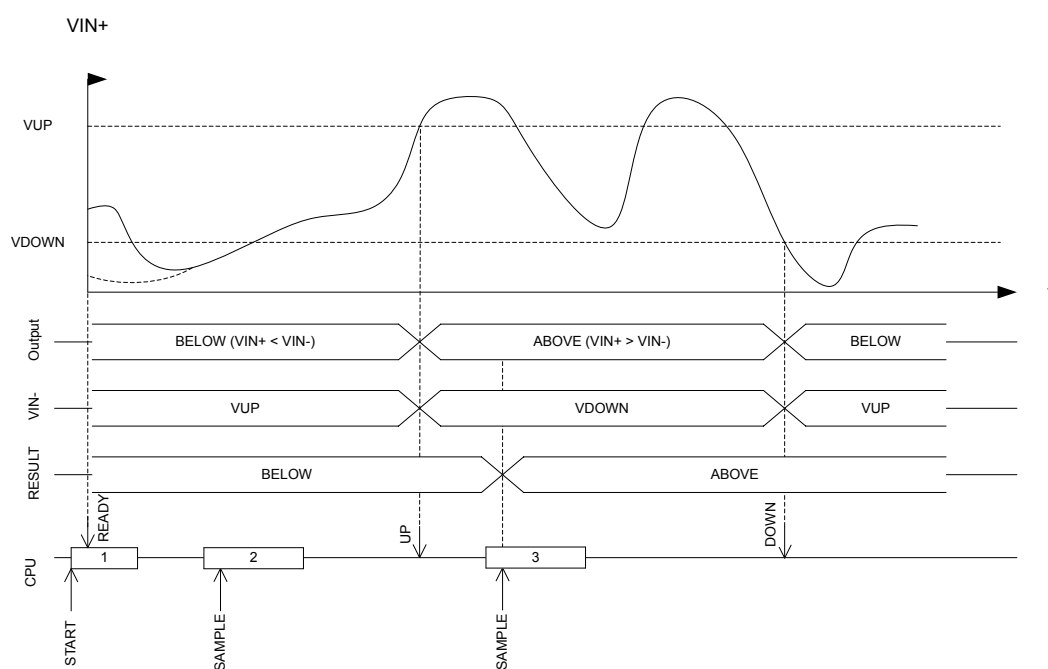 VIN+
VUP
VDOWN
Output
BELOW (VIN+ < VIN-)
ABOVE (VIN+ > VIN-)
BELOW
VIN-
VUP
VDOWN
VUP
RESULT
BELOW
ABOVE
READY
UP
DOWN
CPU
1
2
3
START
SAMPLE
SAMPLE